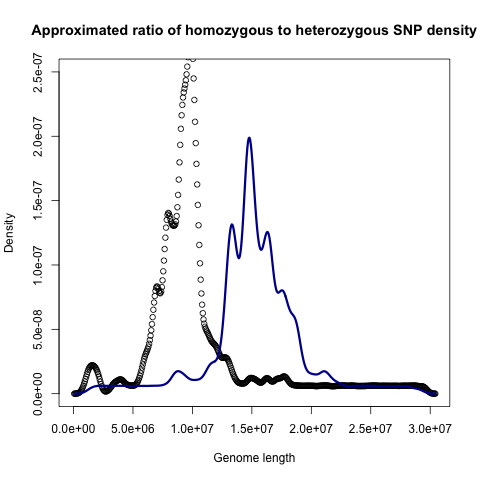 Approximated ratio of homozygous to heterozygous SNP density
Density
2.5e-07
2.0e-07
1.5e-07
1.0e-07
5.0e-08
0.0e+00
0.0e+00 5.0e+06 1.0e+07 1.5e+07 2.0e+07 2.5e+07 3.0e+07
Genome length